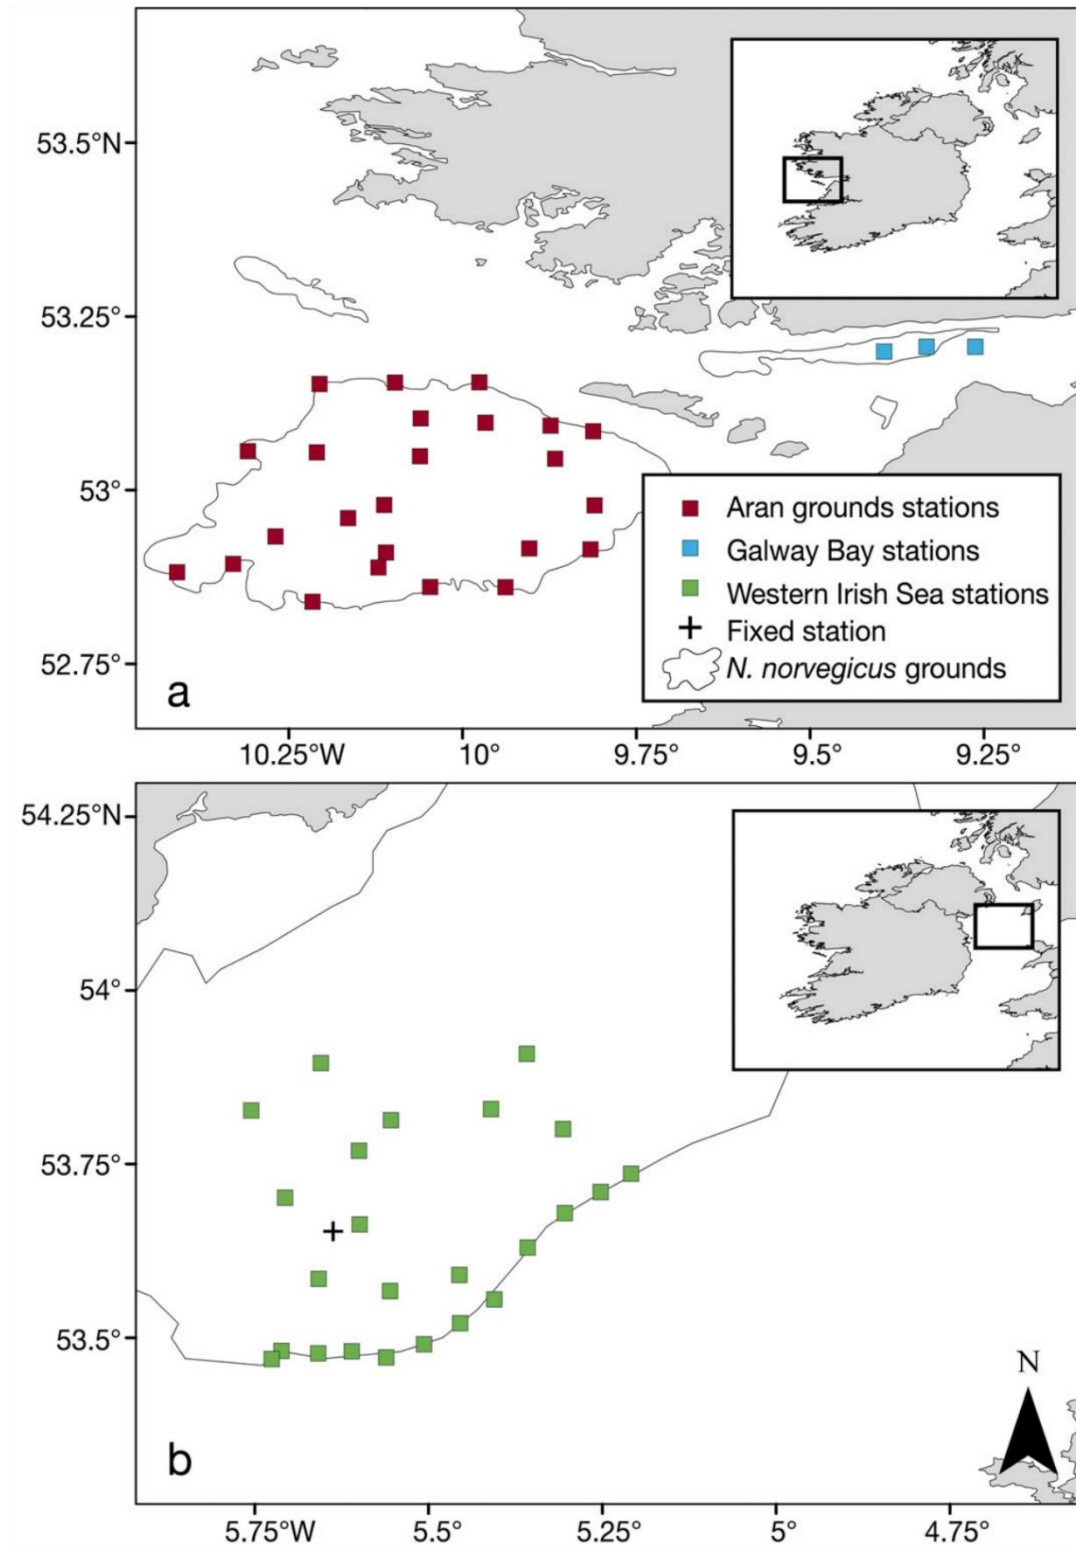 53.5°N
53.25°
53°
52.75°
Aran grounds stations
Galway Bay stations
Western Irish Sea stations
Fixed station
N. norvegicus grounds
a
10.25°W 10° 9.75° 9.5° 9.25°
54.25°N
54°
53.75°
53.5°
N
b
5.75°W 5.5° 5.25° 5° 4.75°